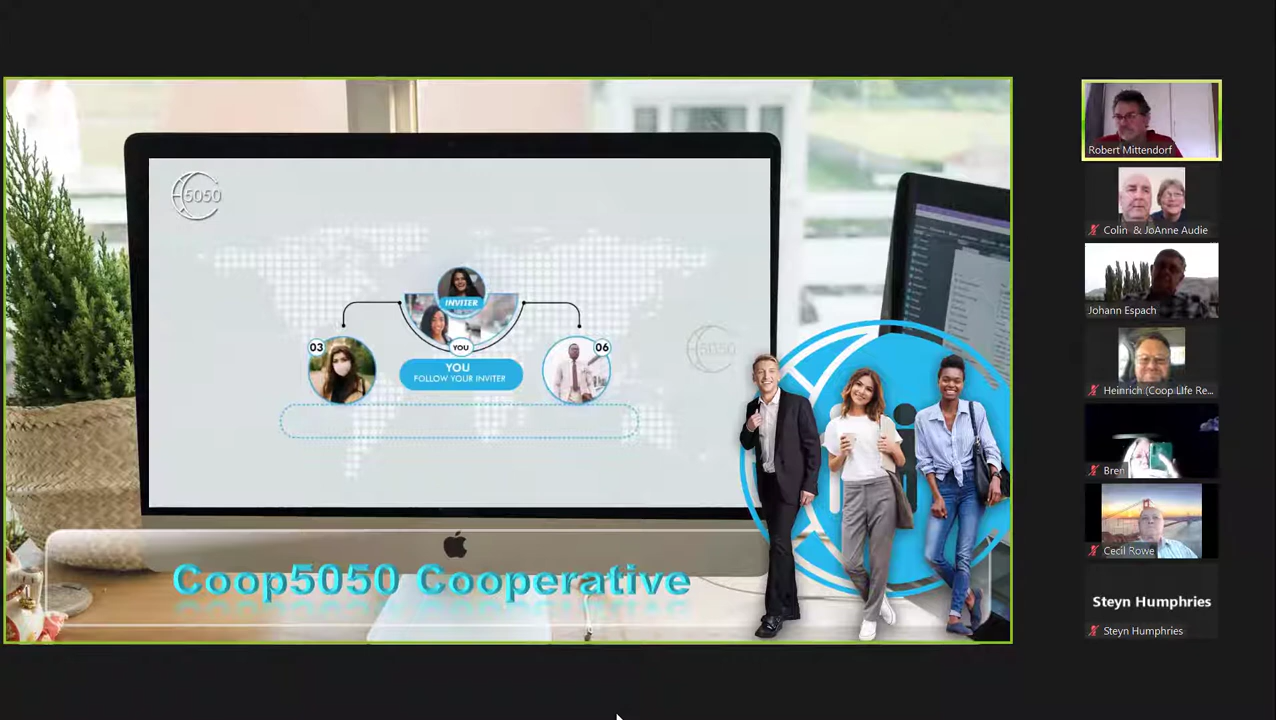 5050
INVITER
03
YOU
06
YOU
FOLLOW YOUR INVITER
5050
Coop5050 Cooperative
Robert Mittendorf
Colin & JoAnne Audie
Johann Espach
Heinrich (Coop LIfe Re...
Bren
Cecil Rowe
Steyn Humphries
Steyn Humphries